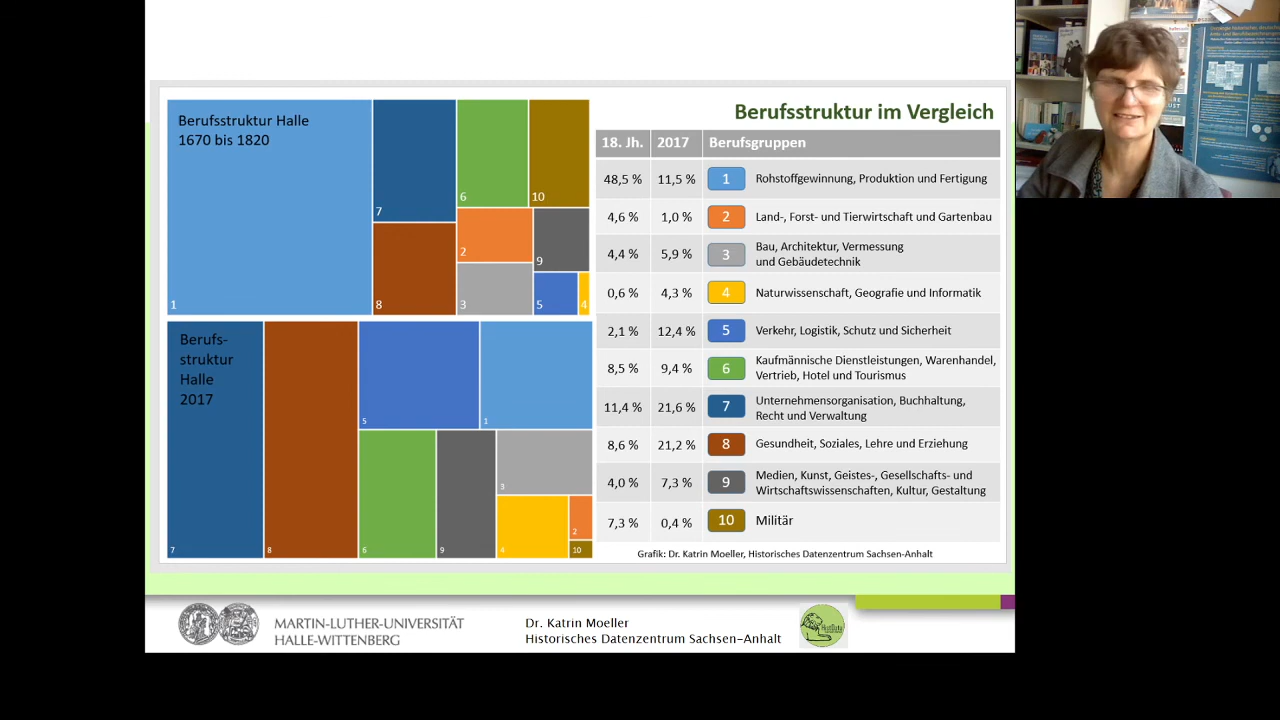 Berufsstruktur Halle
1670 bis 1820
1
7
8
6
10
2
9
3
5
4
Berufs-
struktur
Halle
2017
7
8
5
1
6
9
3
4
2
10
Berufsstruktur im Vergleich
18. Jh. 2017 Berufsgruppen
48,5 % 11,5 % 1 Rohstoffgewinnung, Produktion und Fertigung
4,6 % 1,0 % 2 Land-, Forst- und Tierwirtschaft und Gartenbau
4,4 % 5,9 % 3 Bau, Architektur, Vermessung
und Gebäudetechnik
0,6 % 4,3 % 4 Naturwissenschaft, Geografie und Informatik
2,1 % 12,4 % 5 Verkehr, Logistik, Schutz und Sicherheit
8,5 % 9,4 % 6 Kaufmännische Dienstleistungen, Warenhandel,
Vertrieb, Hotel und Tourismus
11,4 % 21,6 % 7 Unternehmensorganisation, Buchhaltung,
Recht und Verwaltung
8,6 % 21,2 % 8 Gesundheit, Soziales, Lehre und Erziehung
4,0 % 7,3 % 9 Medien, Kunst, Geistes-, Gesellschafts- und
Wirtschaftswissenschaften, Kultur, Gestaltung
7,3 % 0,4 % 10 Militär
Grafik: Dr. Katrin Moeller, Historisches Datenzentrum Sachsen-Anhalt
MARTIN-LUTHER-UNIVERSITÄT
HALLE-WITTENBERG
Dr. Katrin Moeller
Historisches Datenzentrum Sachsen-Anhalt